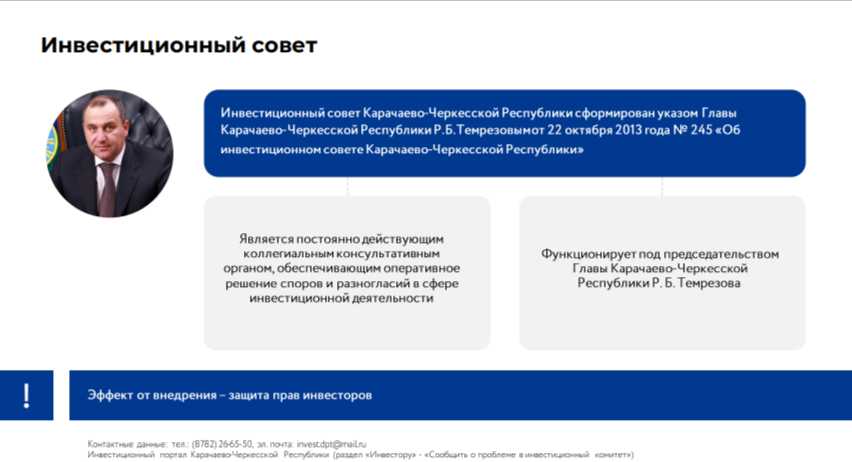 Инвестиционный совет
Инвестиционный совет Карачаево-Черкесской Республики сформирован указом Главы
Карачаево-Черкесской Республики Р.Б.Темрезовымот 22 октября 2013 года № 245 «Об
инвестиционном совете Карачаево-Черкесской Республики»
Является постоянно действующим
коллегиальным консультативным
органом, обеспечивающим оперативное
решение споров и разногласий в сфере
инвестиционной деятельности
Функционирует под председательством
Главы Карачаево-Черкесской
Республики Р. Б. Темрезова
!
Эффект от внедрения – защита прав инвесторов
Контактные данные: тел.: (8782) 26-65-50, эл. почта: invest.dpt@mail.ru
Инвестиционный портал Карачаево-Черкесской Республики (раздел «Инвестору» - «Сообщить о проблене в инвестиционный комитет»)